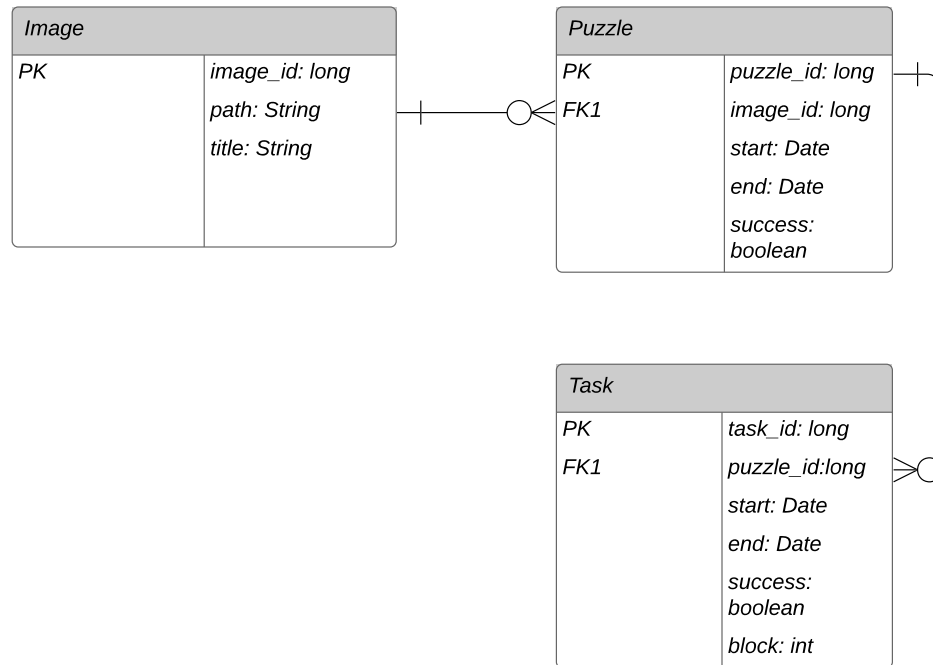 Image
PK image_id: long
path: String
title: String
Puzzle
PK puzzle_id: long
FK1 image_id: long
start: Date
end: Date
success:
boolean
Task
PK task_id: long
FK1 puzzle_id:long
start: Date
end: Date
success:
boolean
block: int